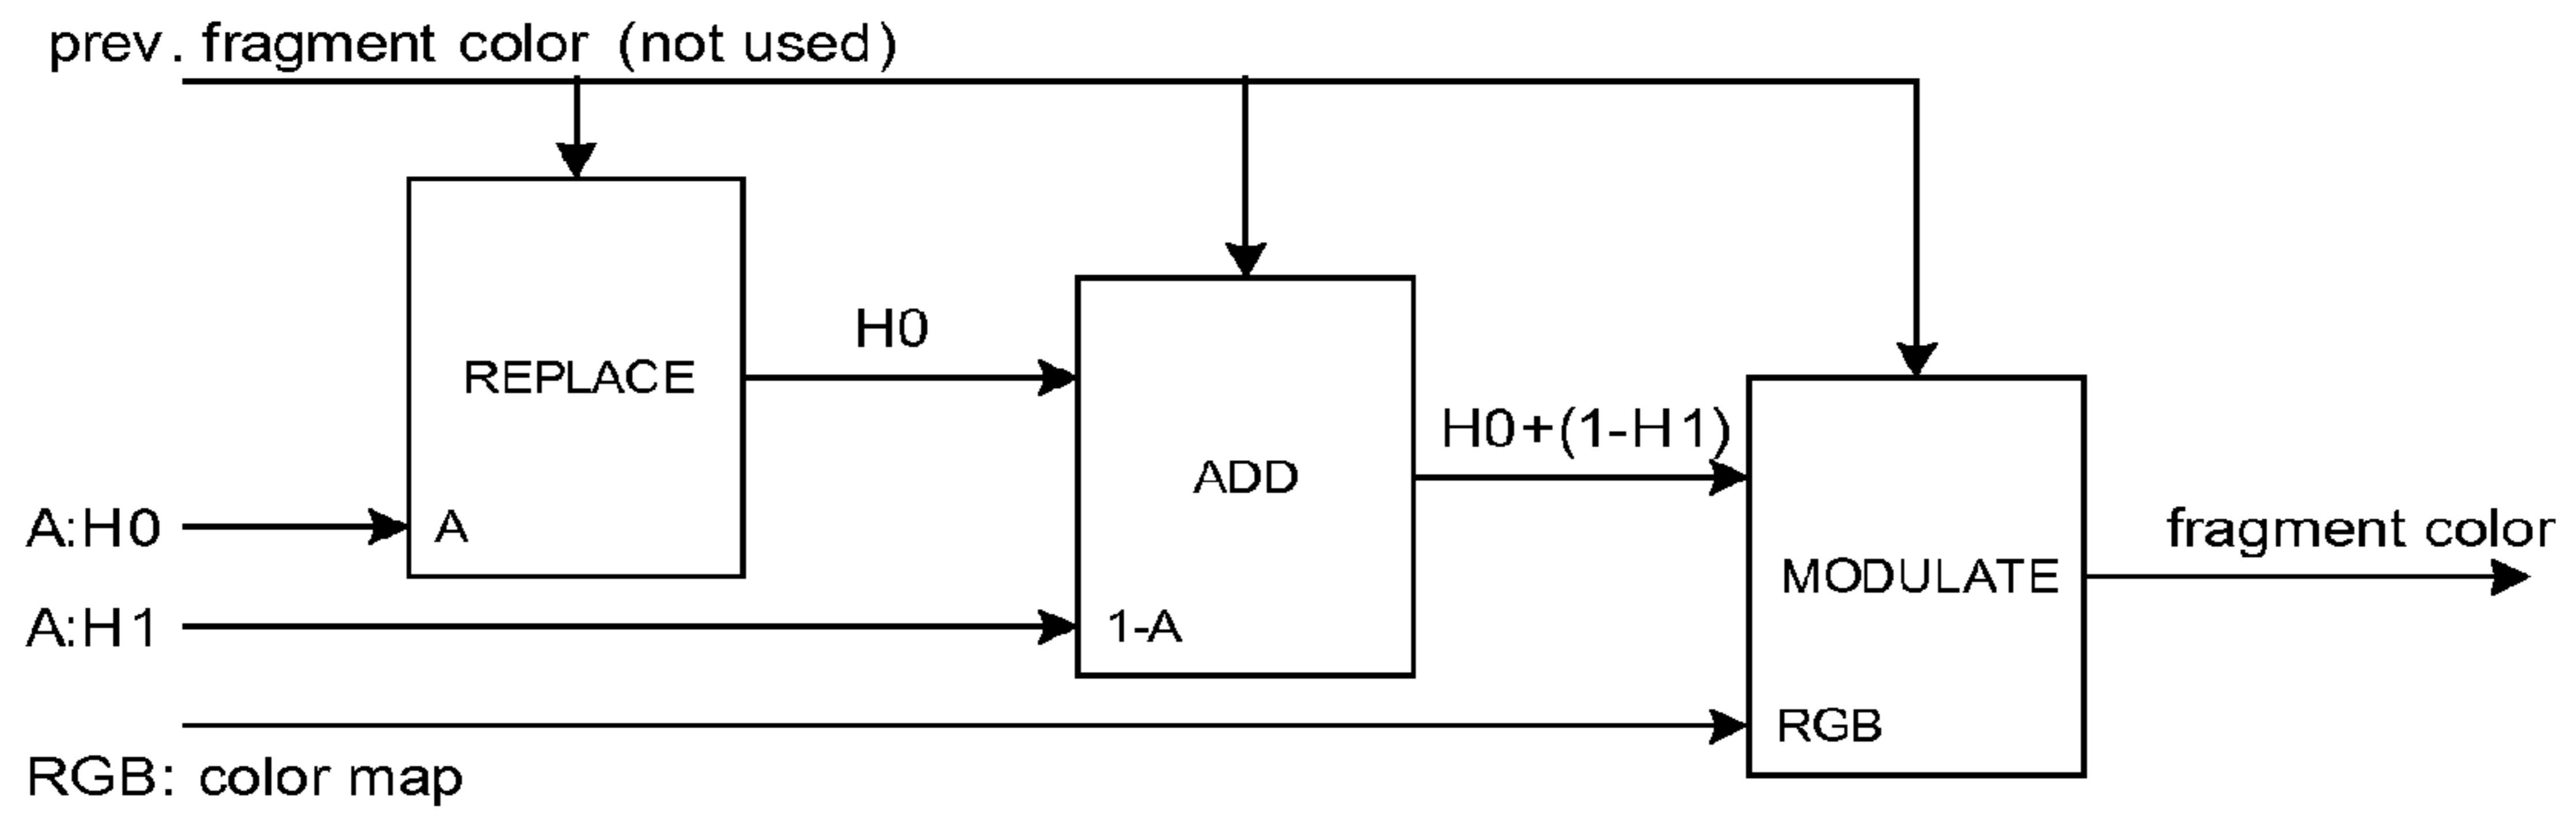 prev. fragment color (not used)
H0
REPLACE
H0+(1-H1)
ADD
A:H0
A
fragment color
MODULATE
A:H1
1-A
RGB
RGB: color map